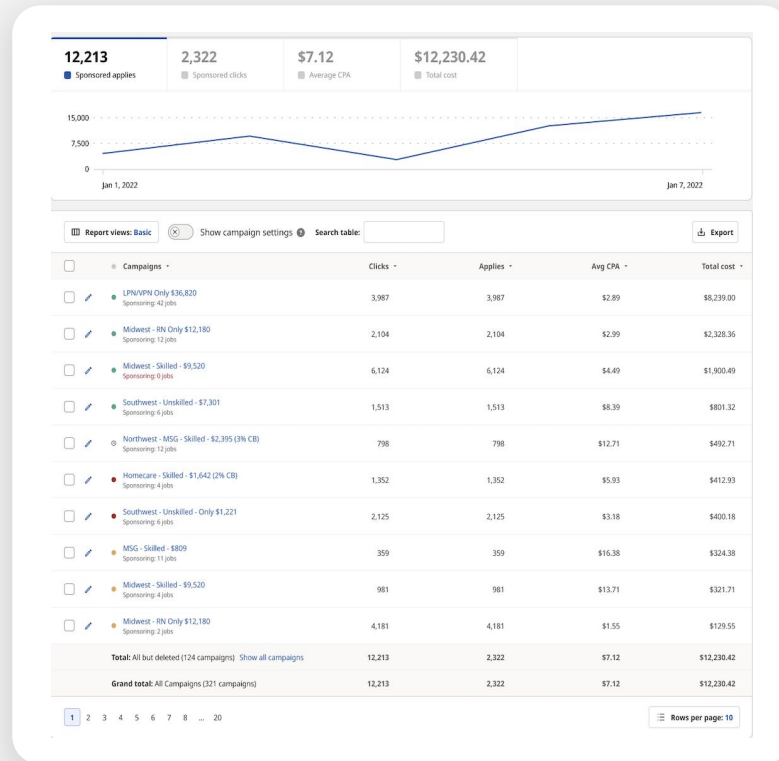 12,213 2,322 $7.12 $12,230.42
Sponsored applies Sponsored clicks Average CPA Total cost
15,000
7,500
0
Jan 1, 2022 Jan 7, 2022
Report views: Basic Show campaign settings ? Search table: Export
Campaigns Clicks Applies Avg CPA Total cost
LPN/VPN Only $36,820
Sponsoring: 42 jobs
3,987 3,987 $2.89 $8,239.00
Midwest - RN Only $12,180
Sponsoring: 12 jobs
2,104 2,104 $2.99 $2,328.36
Midwest - Skilled - $9,520
Sponsoring: 0 jobs
6,124 6,124 $4.49 $1,900.49
Southwest - Unskilled - $7,301
Sponsoring: 6 jobs
1,513 1,513 $8.39 $801.32
Northwest - MSG - Skilled - $2,395 (3% CB)
Sponsoring: 12 jobs
798 798 $12.71 $492.71
Homecare - Skilled - $1,642 (2% CB)
Sponsoring: 4 jobs
1,352 1,352 $5.93 $412.93
Southwest - Unskilled - Only $1,221
Sponsoring: 6 jobs
2,125 2,125 $3.18 $400.18
MSG - Skilled - $809
Sponsoring: 11 jobs
359 359 $16.38 $324.38
Midwest - Skilled - $9,520
Sponsoring: 4 jobs
981 981 $13.71 $321.71
Midwest - RN Only $12,180
Sponsoring: 2 jobs
4,181 4,181 $1.55 $129.55
Total: All but deleted (124 campaigns) Show all campaigns 12,213 2,322 $7.12 $12,230.42
Grand total: All Campaigns (321 campaigns) 12,213 2,322 $7.12 $12,230.42
1 2 3 4 5 6 7 8 ... 20 Rows per page: 10